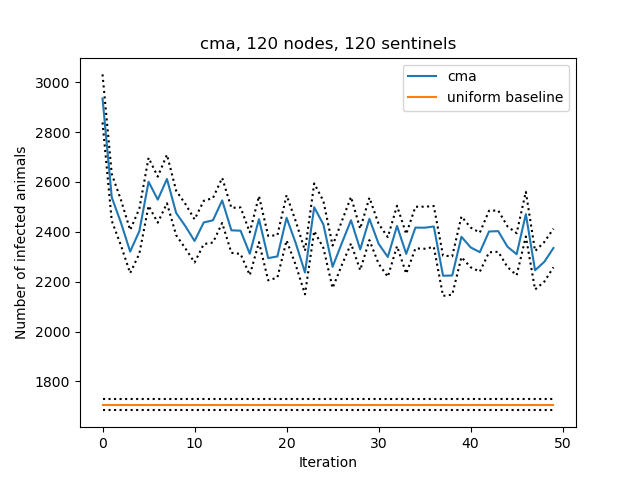 cma, 120 nodes, 120 sentinels
cma
uniform baseline
Number of infected animals
3000
2800
2600
2400
2200
2000
1800
0 10 20 30 40 50
Iteration